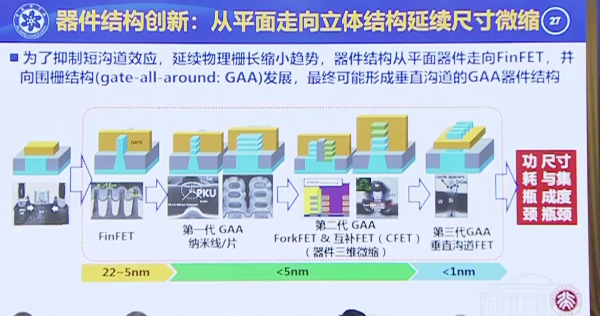 器件结构创新：从平面走向立体结构延续尺寸微缩
27
为了抑制短沟道效应，延续物理栅长缩小趋势，器件结构从平面器件走向FinFET，并
向围栅结构(gate-all-around: GAA)发展，最终可能形成垂直沟道的GAA器件结构
GATE
PKU
FinFET
第一代 GAA
纳米线/片
第二代 GAA
ForkFET & 互补FET（CFET）
（器件三维微缩）
第三代GAA
垂直沟道FET
功耗瓶颈
尺寸与集成度瓶颈
22~5nm
<5nm
<1nm